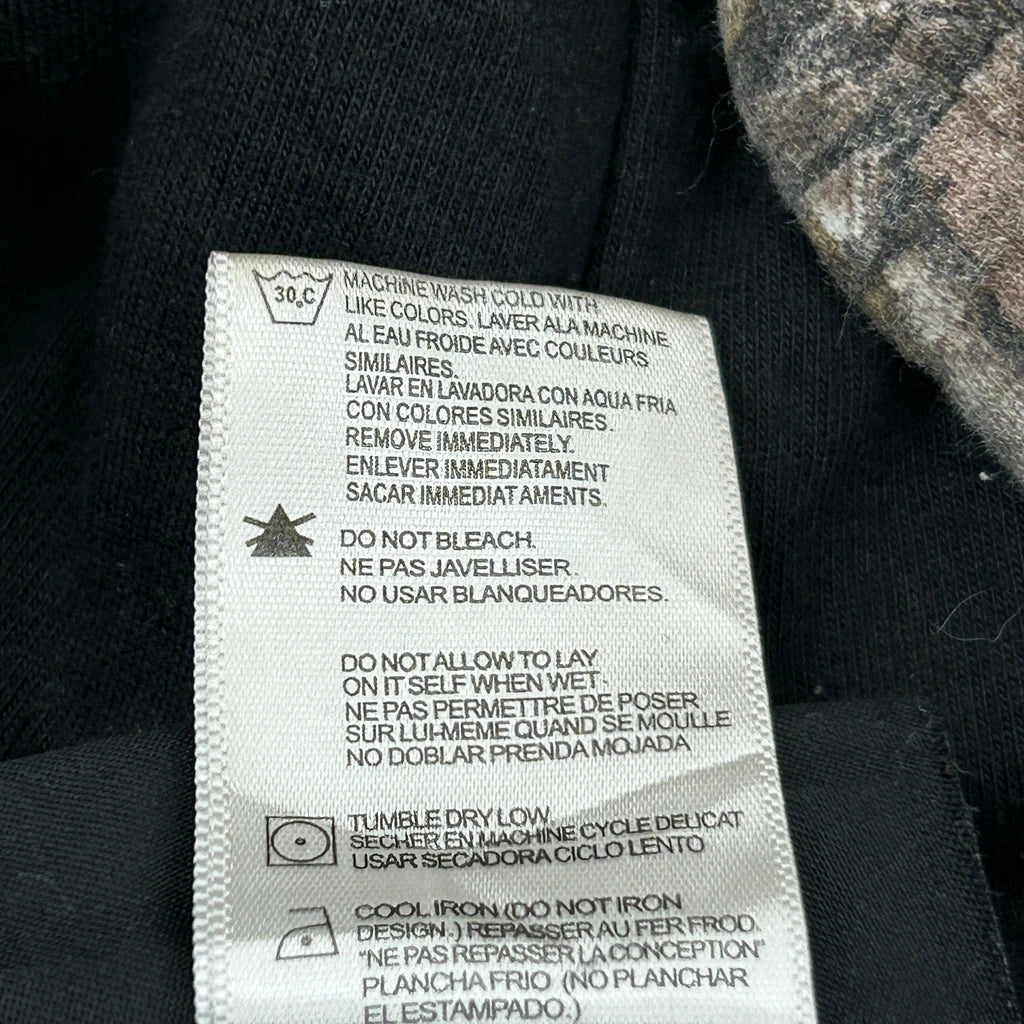 30°C
MACHINE WASH COLD WITH
LIKE COLORS. LAVER ALA MACHINE
AL EAU FROIDE AVEC COULEURS
SIMILAIRES.
LAVAR EN LAVADORA CON AQUA FRIA
CON COLORES SIMILARES.
REMOVE IMMEDIATELY.
ENLEVER IMMEDIATAMENT
SACAR IMMEDIAT AMENTS.
DO NOT BLEACH.
NE PAS JAVELLISER.
NO USAR BLANQUEADORES.
DO NOT ALLOW TO LAY
ON IT SELF WHEN WET.
NE PAS PERMETTRE DE POSER
SUR LUI-MEME QUAND SE MOULLE
NO DOBLAR PRENDA MOJADA
TUMBLE DRY LOW
SECHER EN MACHINE CYCLE DELICAT
USAR SECADORA CICLO LENTO
COOL IRON (DO NOT IRON
DESIGN.) REPASSER AU FER FROD.
"NE PAS REPASSER LA CONCEPTION"
PLANCHA FRIO (NO PLANCHAR
EL ESTAMPADO.)